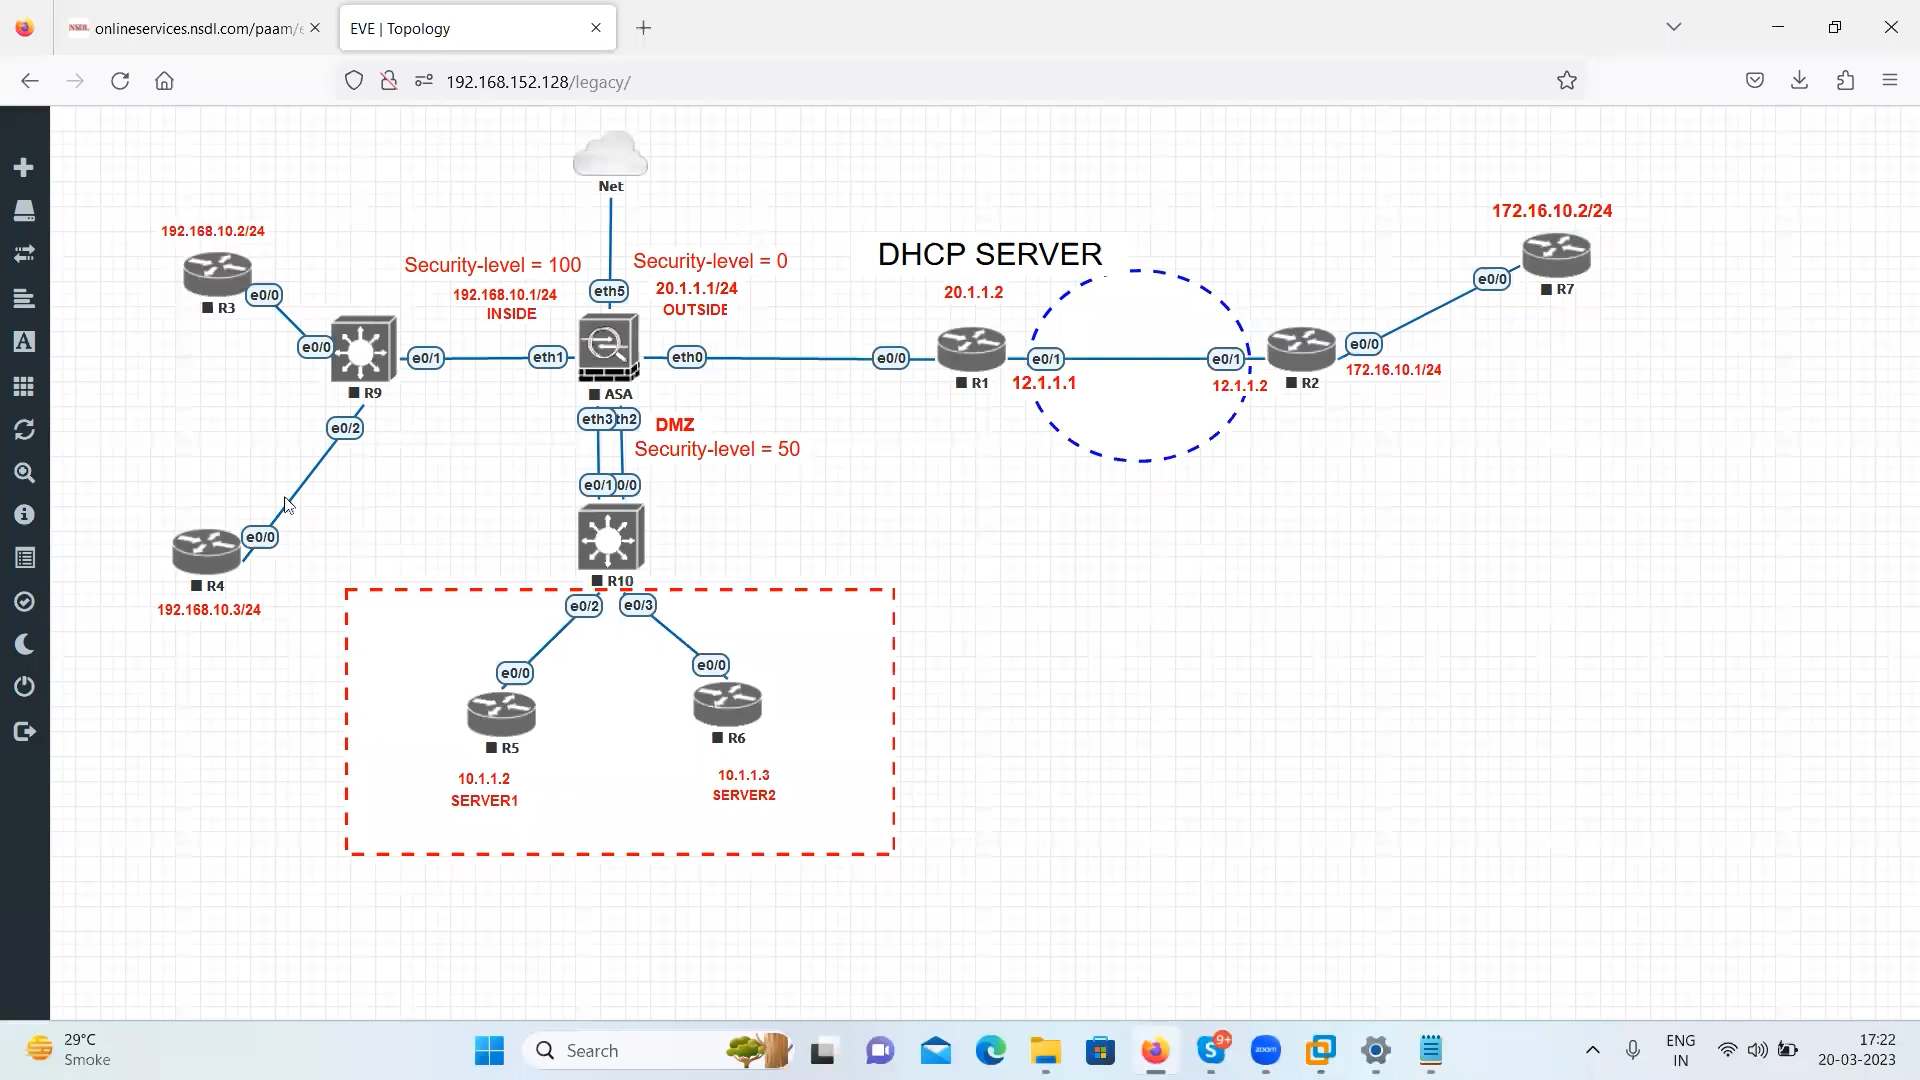 onlineservices.nsdl.com/paam/e
EVE | Topology
192.168.152.128/legacy/
Net
192.168.10.2/24
e0/0
R3
Security-level = 100
192.168.10.1/24
INSIDE
eth5
Security-level = 0
20.1.1.1/24
OUTSIDE
DHCP SERVER
20.1.1.2
172.16.10.2/24
e0/0
R7
e0/0
R9
e0/1
eth1
ASA
eth0
e0/0
R1
e0/1
12.1.1.1
e0/1
12.1.1.2
R2
e0/0
172.16.10.1/24
e0/2
eth3
th2
DMZ
Security-level = 50
e0/1
0/0
R10
e0/0
R4
192.168.10.3/24
e0/2
e0/3
e0/0
R5
10.1.1.2
SERVER1
e0/0
R6
10.1.1.3
SERVER2
29°C
Smoke
Search
9+
zoom
ENG
IN
17:22
20-03-2023